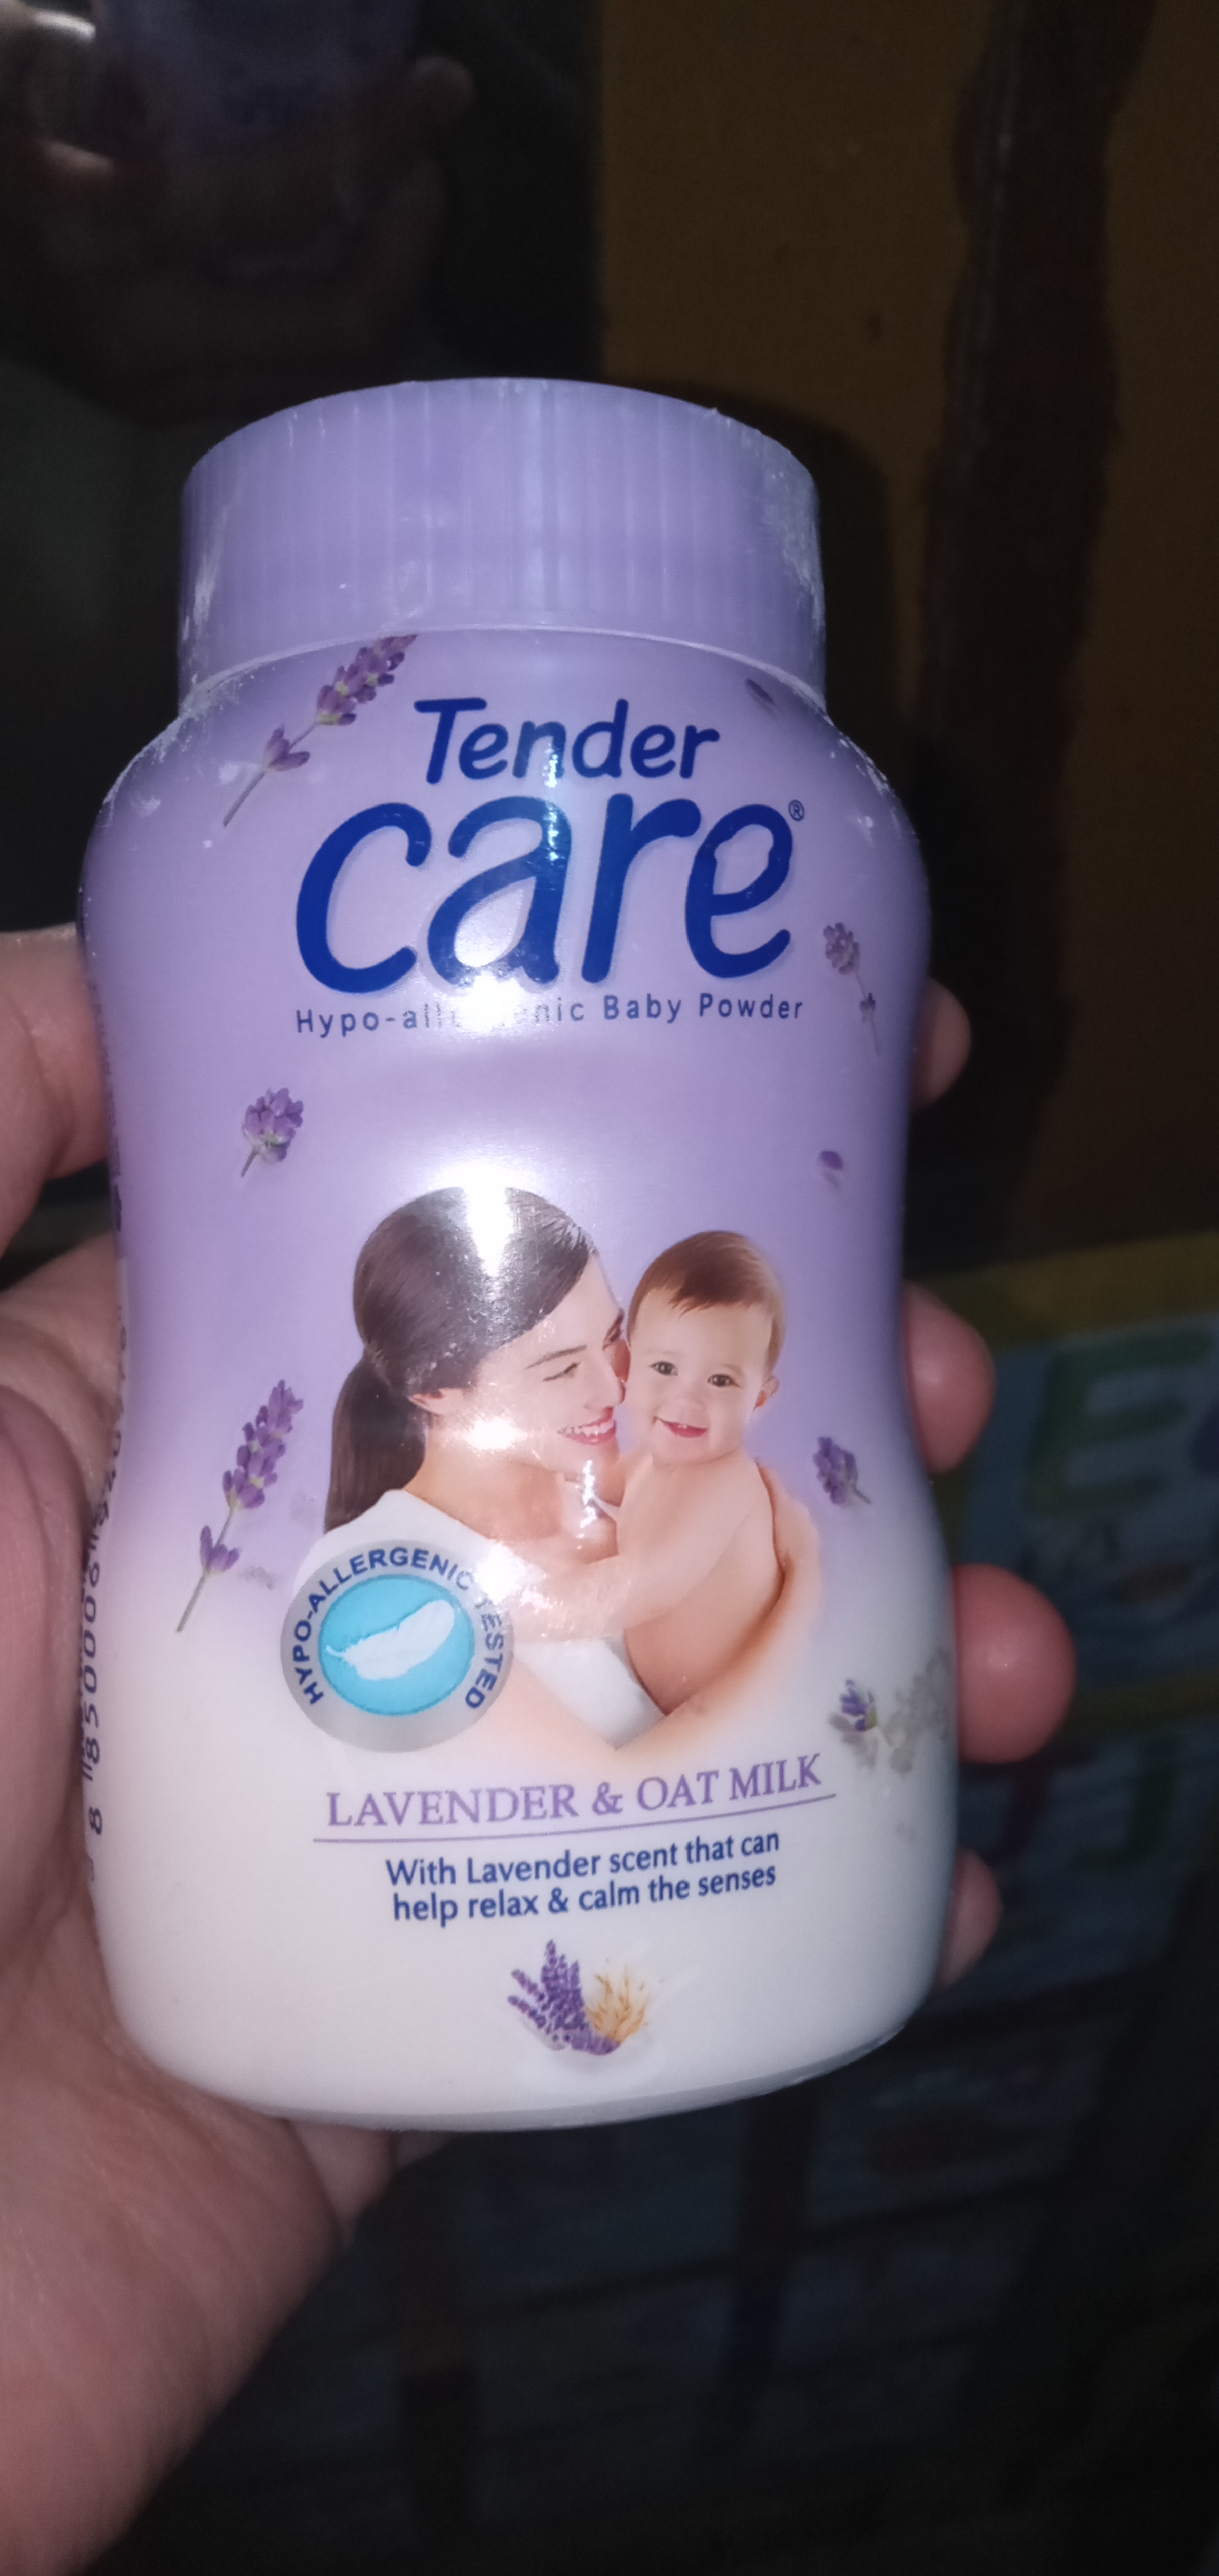 Tender
care®
Baby Powder
HYPO-ALLERGENIC TESTED
LAVENDER & OAT MILK
With Lavender scent that can
help relax & calm the senses
E